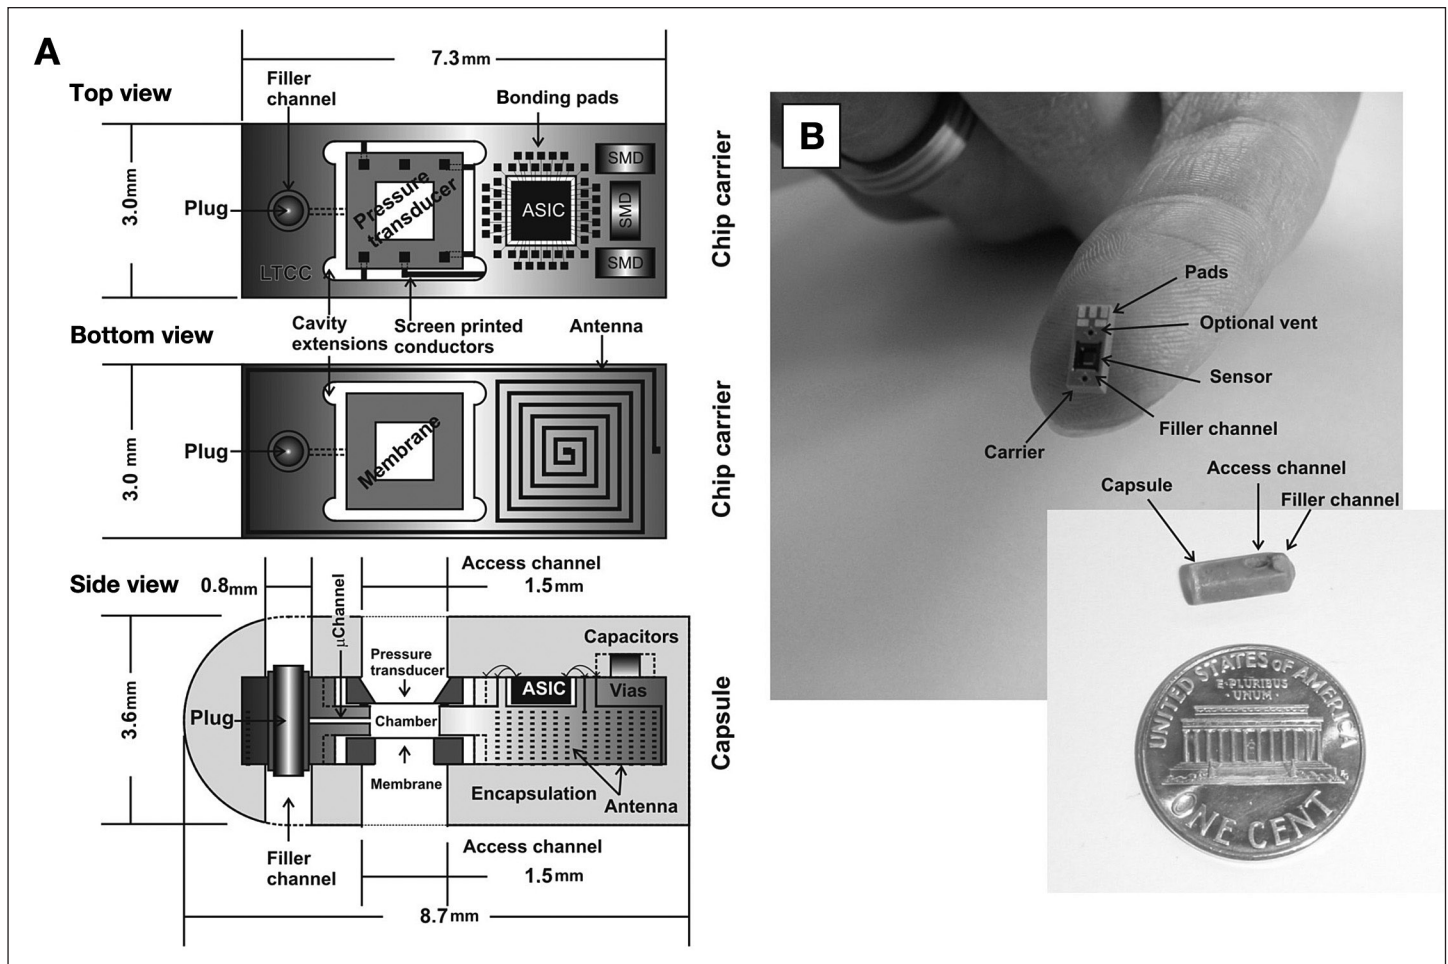 A
7.3mm
Top view
Filler
channel
Bonding pads
3.0mm
Plug
Pressure
transducer
ASIC
SMD
SMD
SMD
LTCC
Chip carrier
Bottom view
Cavity
extensions
Screen printed
conductors
Antenna
3.0 mm
Plug
Membrane
Chip carrier
Side view
0.8mm
µChannel
Access channel
1.5mm
3.6mm
Pressure
transducer
Capacitors
ASIC
Vias
Plug
Chamber
Membrane
Encapsulation
Antenna
Capsule
Filler
channel
Access channel
1.5mm
8.7mm
B
Pads
Optional vent
Sensor
Filler channel
Carrier
Access channel
Capsule
Filler channel
UNITED STATES OF AMERICA
E·PLURIBUS
·UNUM·
ONE CENT